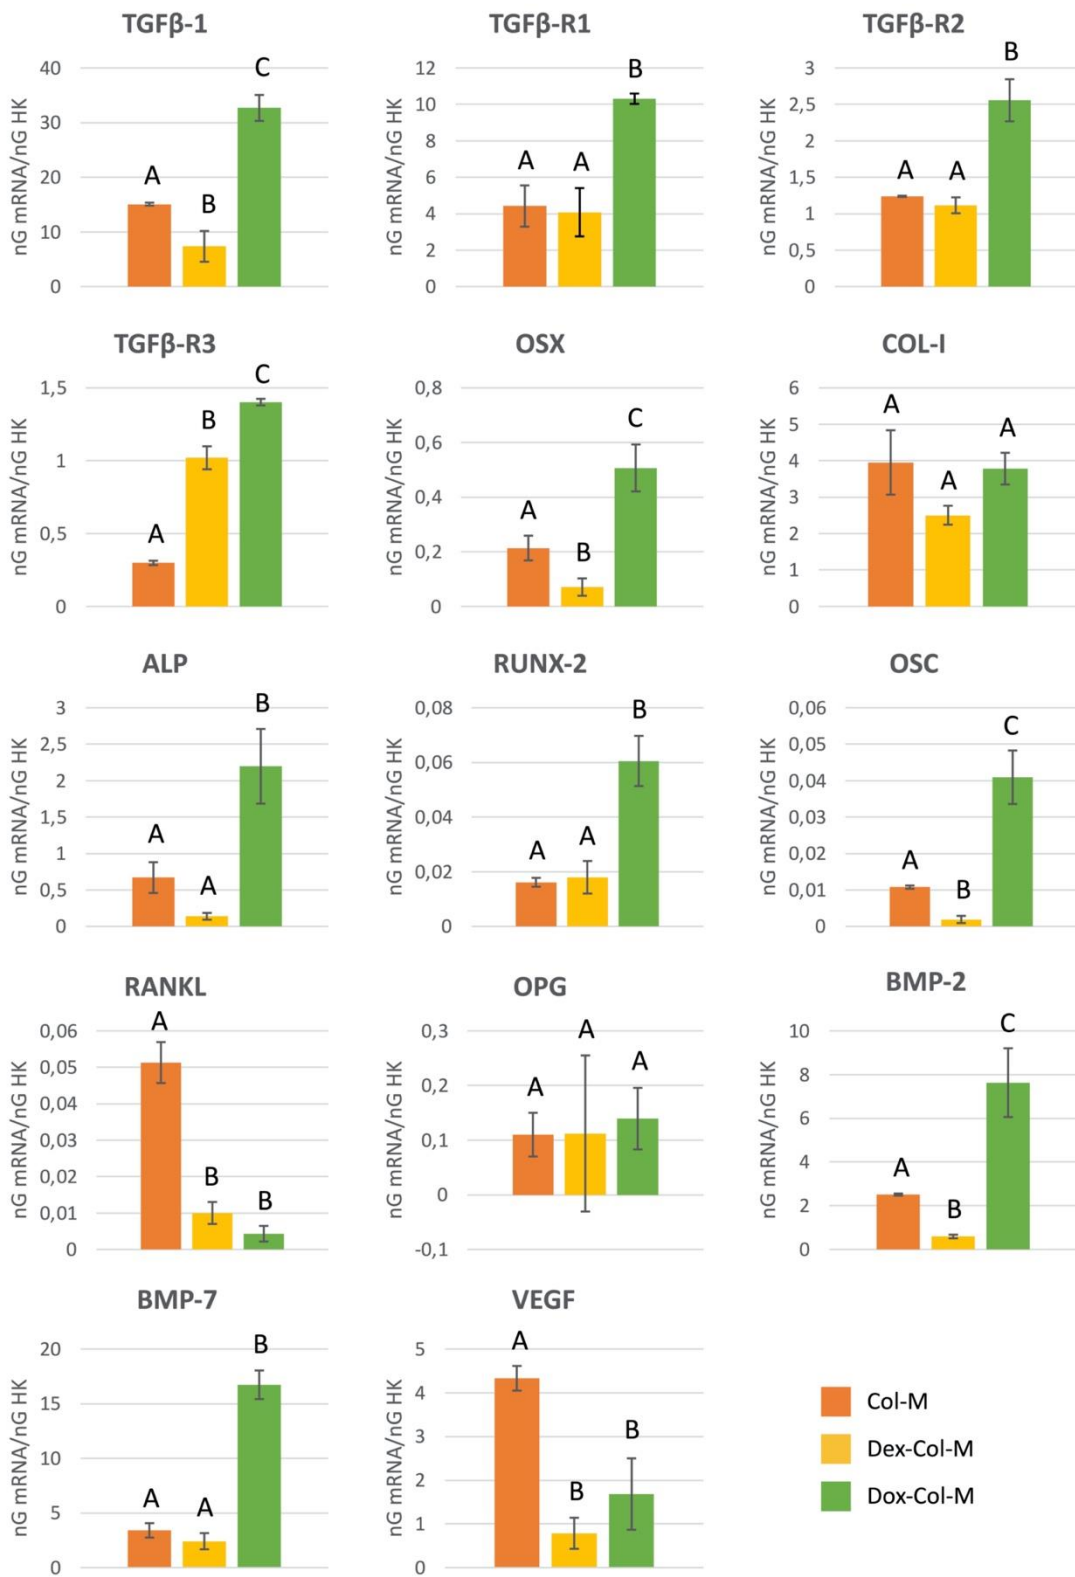 TGFβ-1
nG mRNA/nG HK
40
30
20
10
0
A
B
C
TGFβ-R1
nG mRNA/nG HK
12
10
8
6
4
2
0
A
A
B
TGFβ-R2
nG mRNA/nG HK
3
2,5
2
1,5
1
0,5
0
A
A
B
TGFβ-R3
nG mRNA/nG HK
1,5
1
0,5
0
A
B
C
OSX
nG mRNA/nG HK
0,8
0,6
0,4
0,2
0
A
B
C
COL-I
nG mRNA/nG HK
6
5
4
3
2
1
0
A
A
A
ALP
nG mRNA/nG HK
3
2,5
2
1,5
1
0,5
0
A
A
B
RUNX-2
nG mRNA/nG HK
0,08
0,06
0,04
0,02
0
A
A
B
OSC
nG mRNA/nG HK
0,06
0,05
0,04
0,03
0,02
0,01
0
A
B
C
RANKL
nG mRNA/nG HK
0,06
0,05
0,04
0,03
0,02
0,01
0
A
B
B
OPG
nG mRNA/nG HK
0,3
0,2
0,1
0
-0,1
A
A
A
BMP-2
nG mRNA/nG HK
10
8
6
4
2
0
A
B
C
BMP-7
nG mRNA/nG HK
20
15
10
5
0
A
A
B
VEGF
nG mRNA/nG HK
5
4
3
2
1
0
A
B
B
Col-M
Dex-Col-M
Dox-Col-M